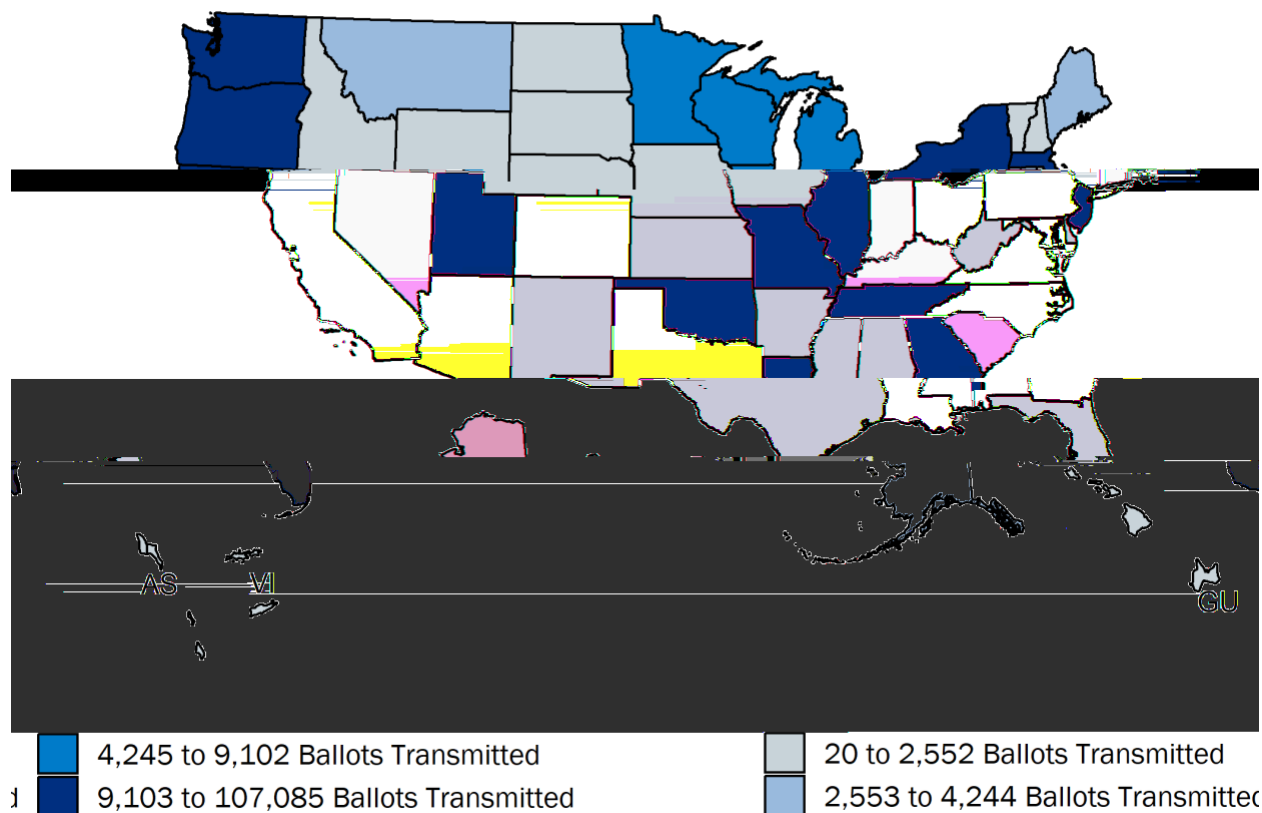 AS
VI
GU
4,245 to 9,102 Ballots Transmitted
20 to 2,552 Ballots Transmitted
d
9,103 to 107,085 Ballots Transmitted
2,553 to 4,244 Ballots Transmitted